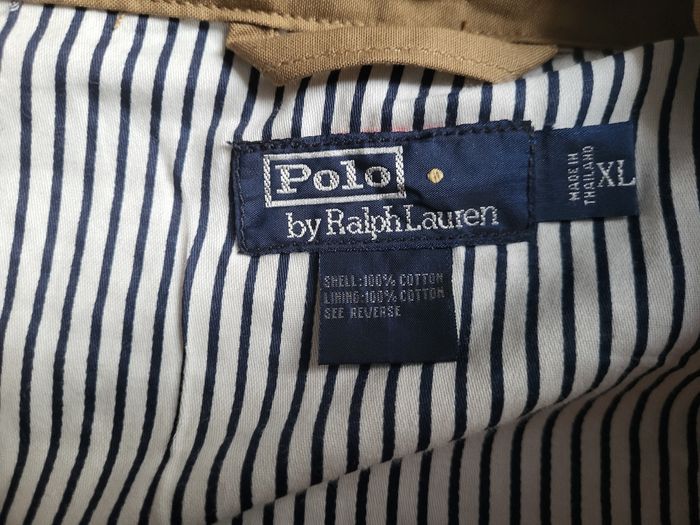 Polo
by Ralph Lauren
MADE IN
THAILAND
XL
SHELL:100% COTTON
LINING:100% COTTON
SEE REVERSE